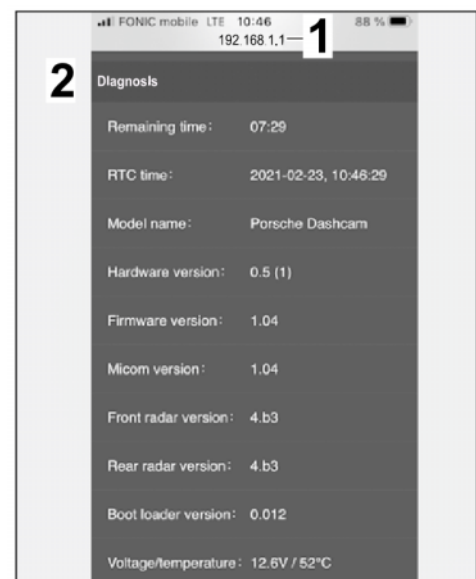 FONIC mobile LTE 10:46 88 %
192.168.1.1 1
2 Diagnosis
Remaining time: 07:29
RTC time: 2021-02-23, 10:46:29
Model name: Porsche Dashcam
Hardware version: 0.5 (1)
Firmware version: 1.04
Micom version: 1.04
Front radar version: 4.b3
Rear radar version: 4.b3
Boot loader version: 0.012
Voltage/temperature: 12.6V / 52°C